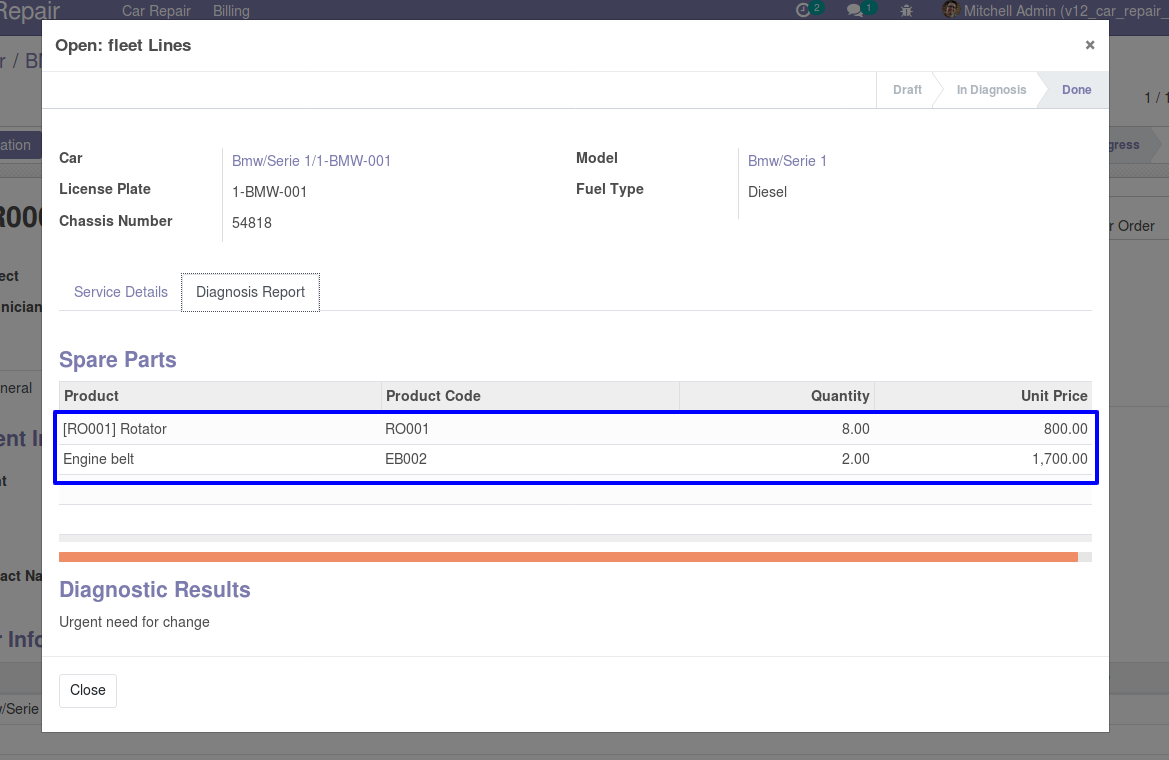 Repair Car Repair Billing 2 1 Mitchell Admin (v12_car_repair_
Open: fleet Lines ×
r / BM
Draft In Diagnosis Done
1 / 1
ation
gress
Car Bmw/Serie 1/1-BMW-001 Model Bmw/Serie 1
License Plate 1-BMW-001 Fuel Type Diesel
Chassis Number 54818
R000
r Order
ect
Service Details Diagnosis Report
nician
Spare Parts
neral
Product Product Code Quantity Unit Price
[RO001] Rotator RO001 8.00 800.00
ent In
Engine belt EB002 2.00 1,700.00
nt
act Na
Diagnostic Results
Urgent need for change
r Info
Close
w/Serie